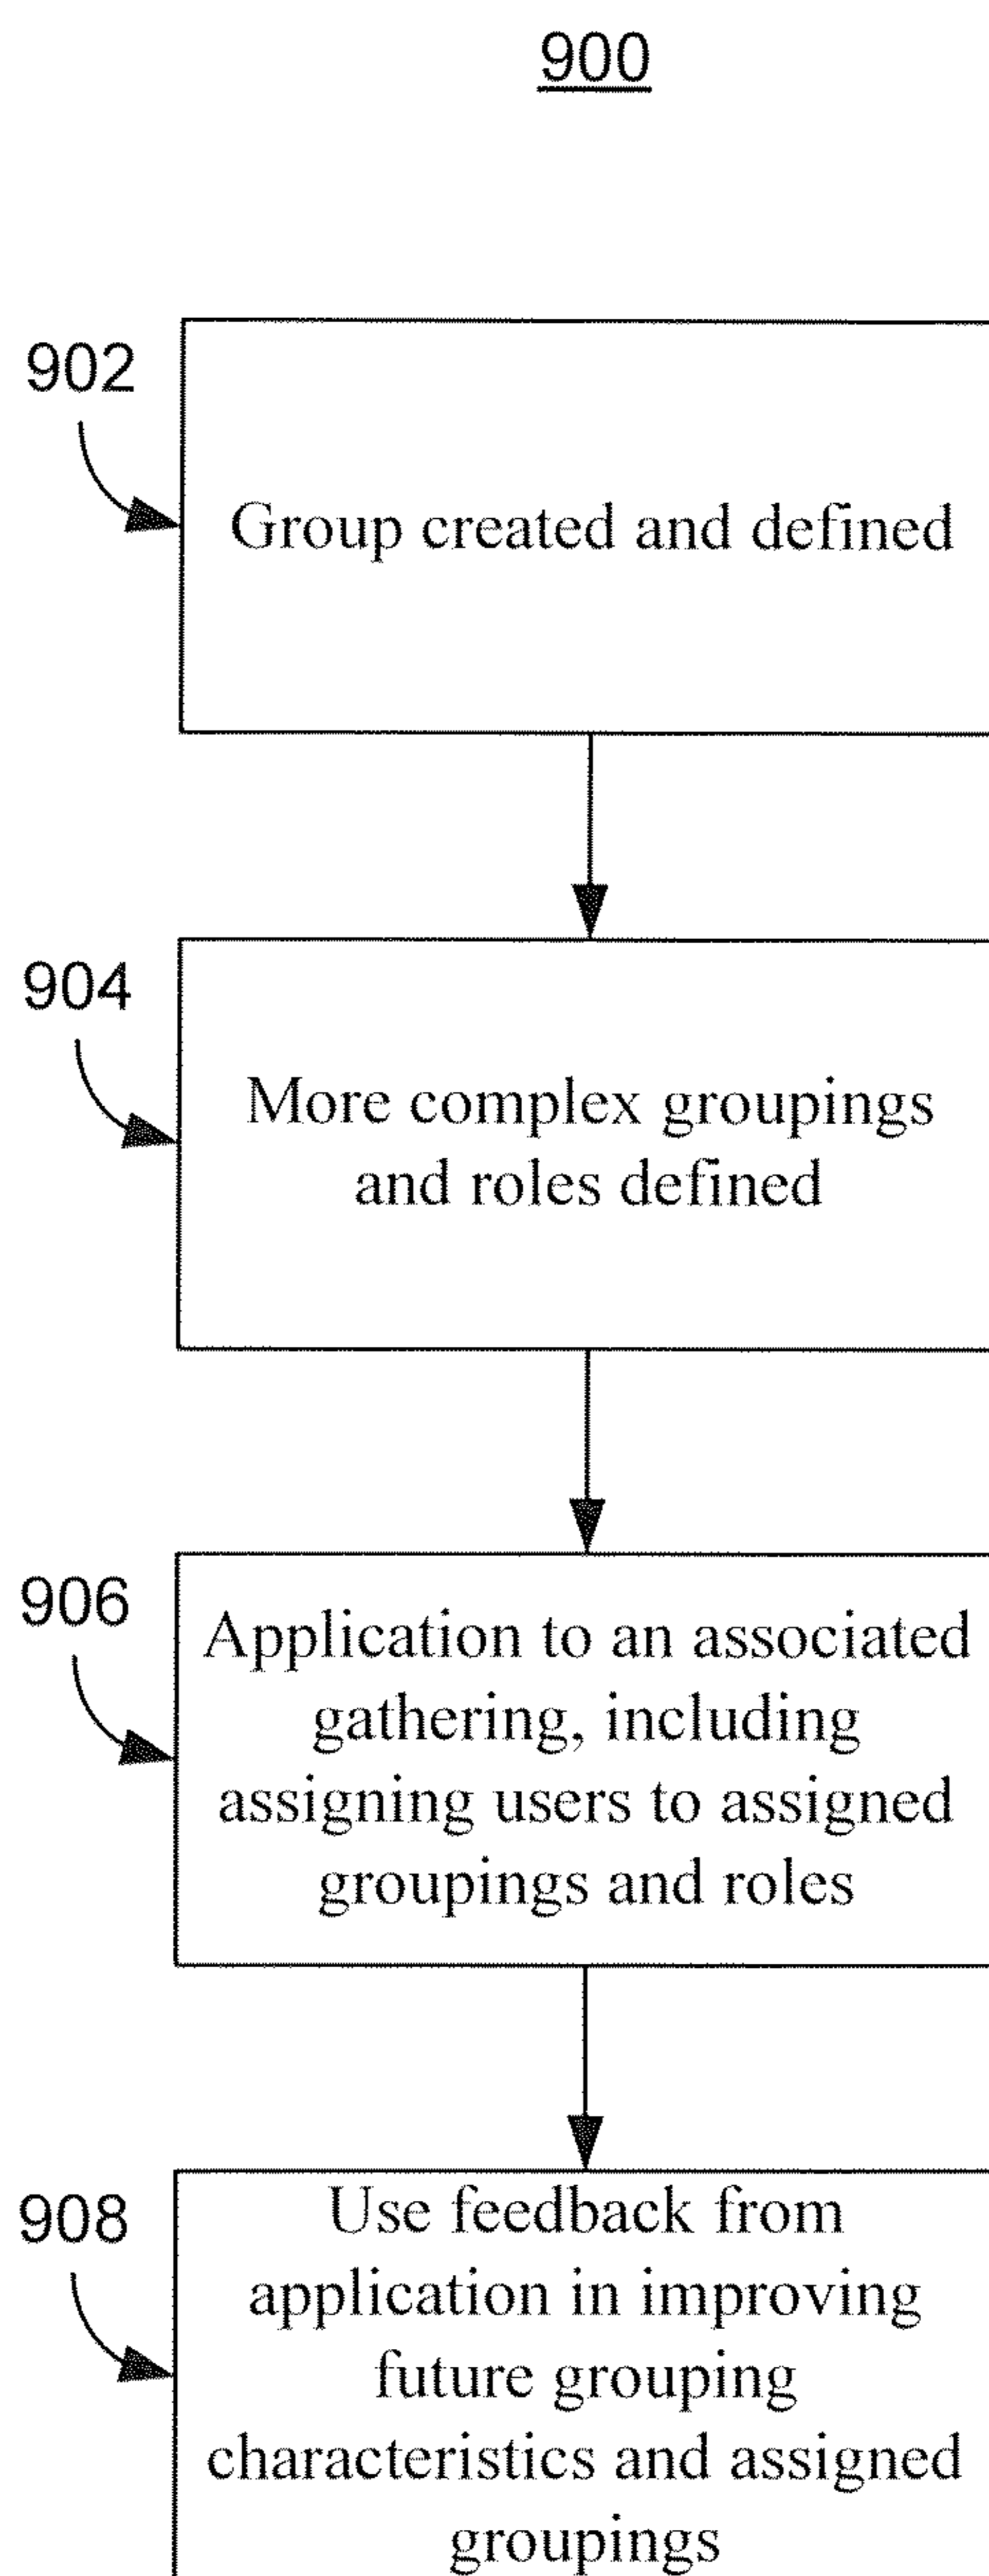 900
902
Group created and defined
904
More complex groupings
and roles defined
906
Application to an associated
gathering, including
assigning users to assigned
groupings and roles
908
Use feedback from
application in improving
future grouping
characteristics and assigned
groupings